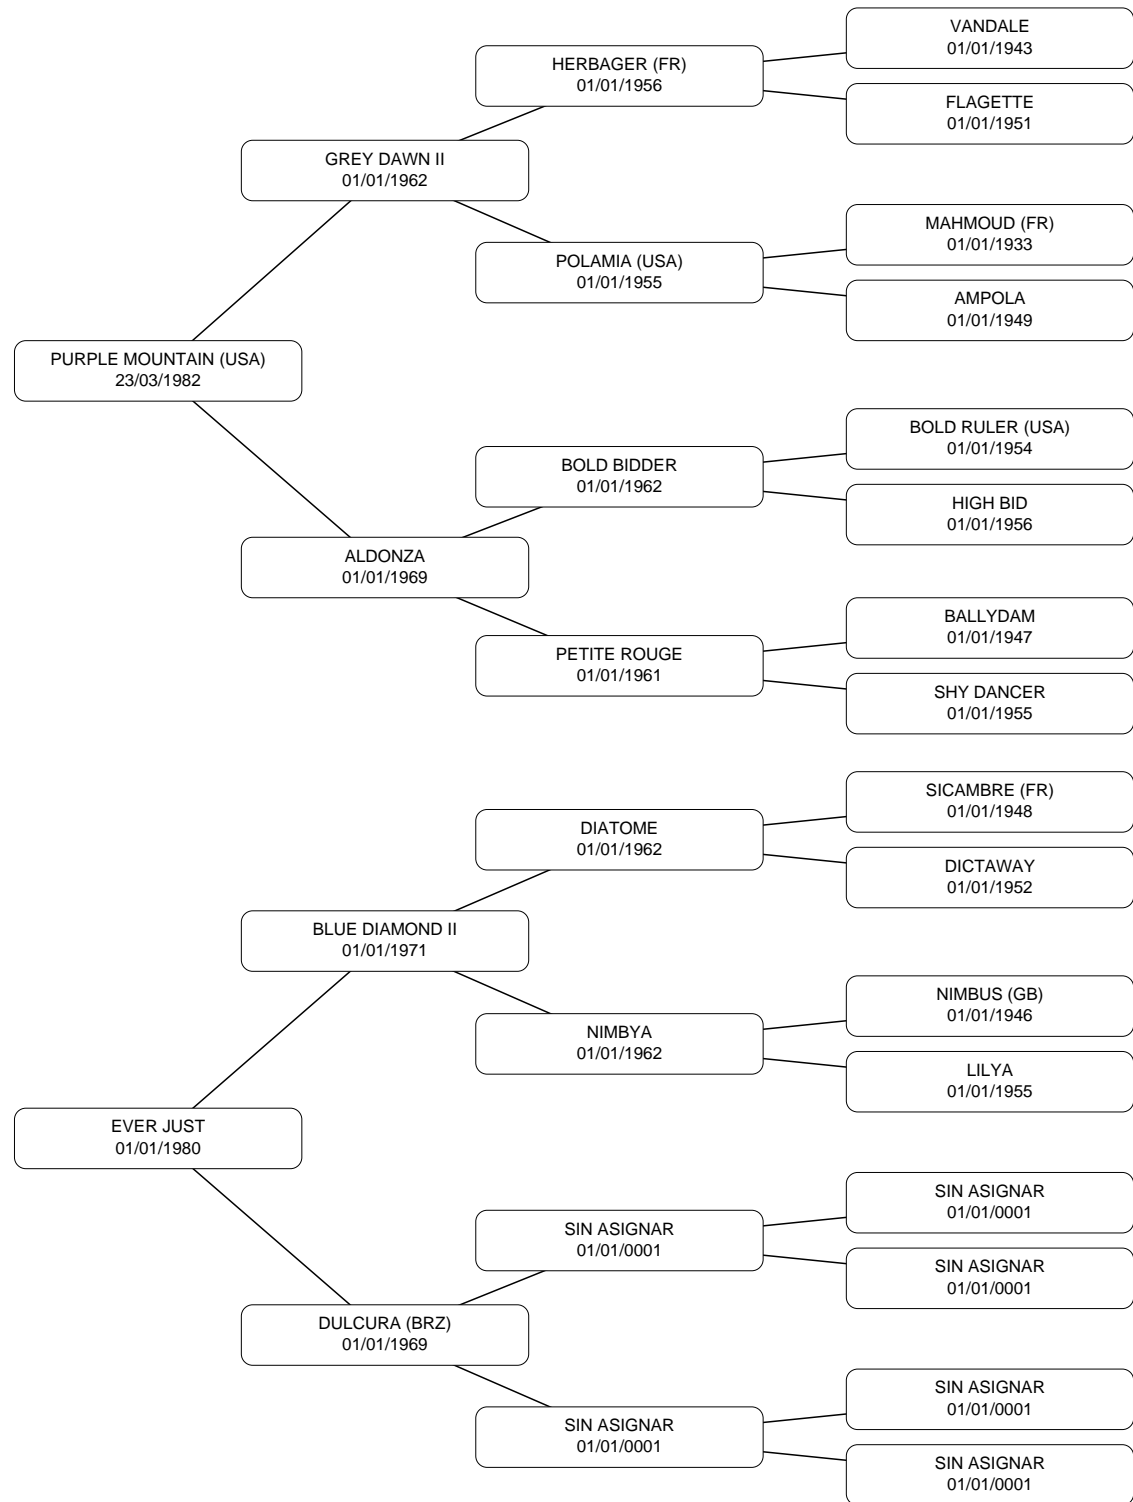 VANDALE
01/01/1943
HERBAGER (FR)
01/01/1956
FLAGETTE
01/01/1951
GREY DAWN II
01/01/1962
MAHMOUD (FR)
01/01/1933
POLAMIA (USA)
01/01/1955
AMPOLA
01/01/1949
PURPLE MOUNTAIN (USA)
23/03/1982
BOLD RULER (USA)
01/01/1954
BOLD BIDDER
01/01/1962
HIGH BID
01/01/1956
ALDONZA
01/01/1969
BALLYDAM
01/01/1947
PETITE ROUGE
01/01/1961
SHY DANCER
01/01/1955
SICAMBRE (FR)
01/01/1948
DIATOME
01/01/1962
DICTAWAY
01/01/1952
BLUE DIAMOND II
01/01/1971
NIMBUS (GB)
01/01/1946
NIMBYA
01/01/1962
LILYA
01/01/1955
EVER JUST
01/01/1980
SIN ASIGNAR
01/01/0001
SIN ASIGNAR
01/01/0001
SIN ASIGNAR
01/01/0001
DULCURA (BRZ)
01/01/1969
SIN ASIGNAR
01/01/0001
SIN ASIGNAR
01/01/0001
SIN ASIGNAR
01/01/0001